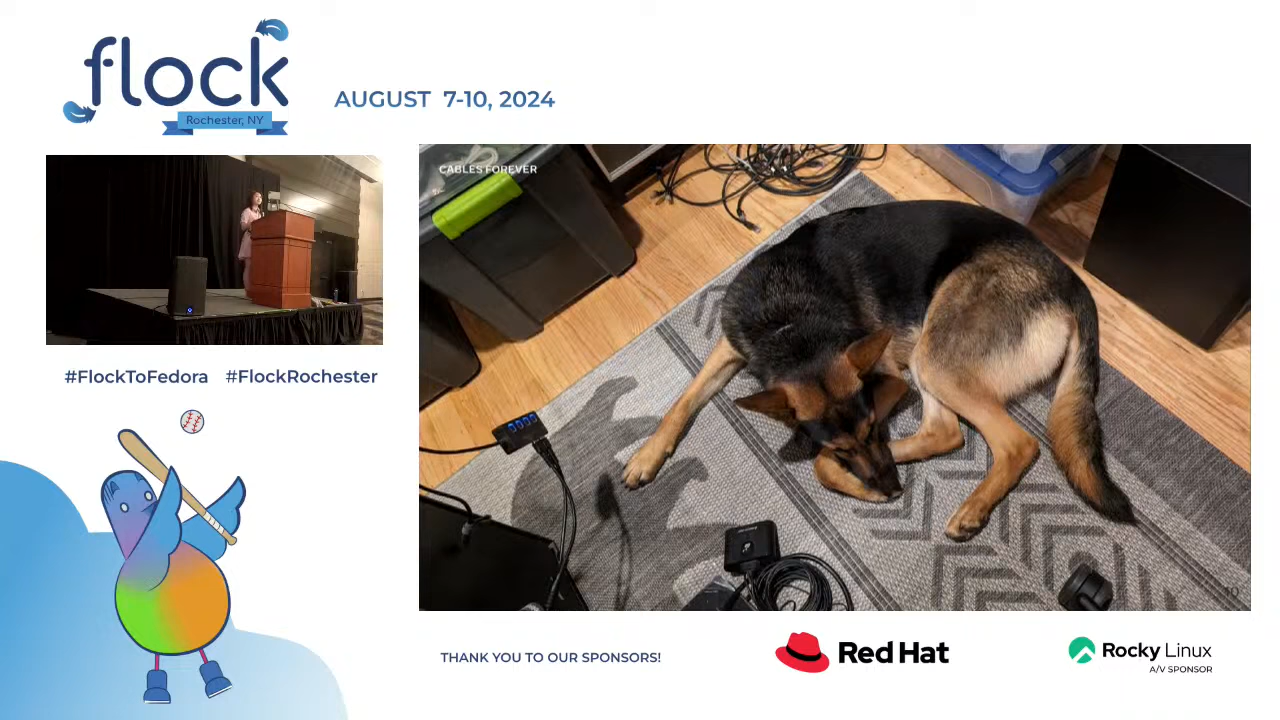 flock
Rochester, NY
AUGUST 7-10, 2024
CABLES FOREVER
#FlockToFedora #FlockRochester
10
THANK YOU TO OUR SPONSORS!
Red Hat
Rocky Linux
A/V SPONSOR